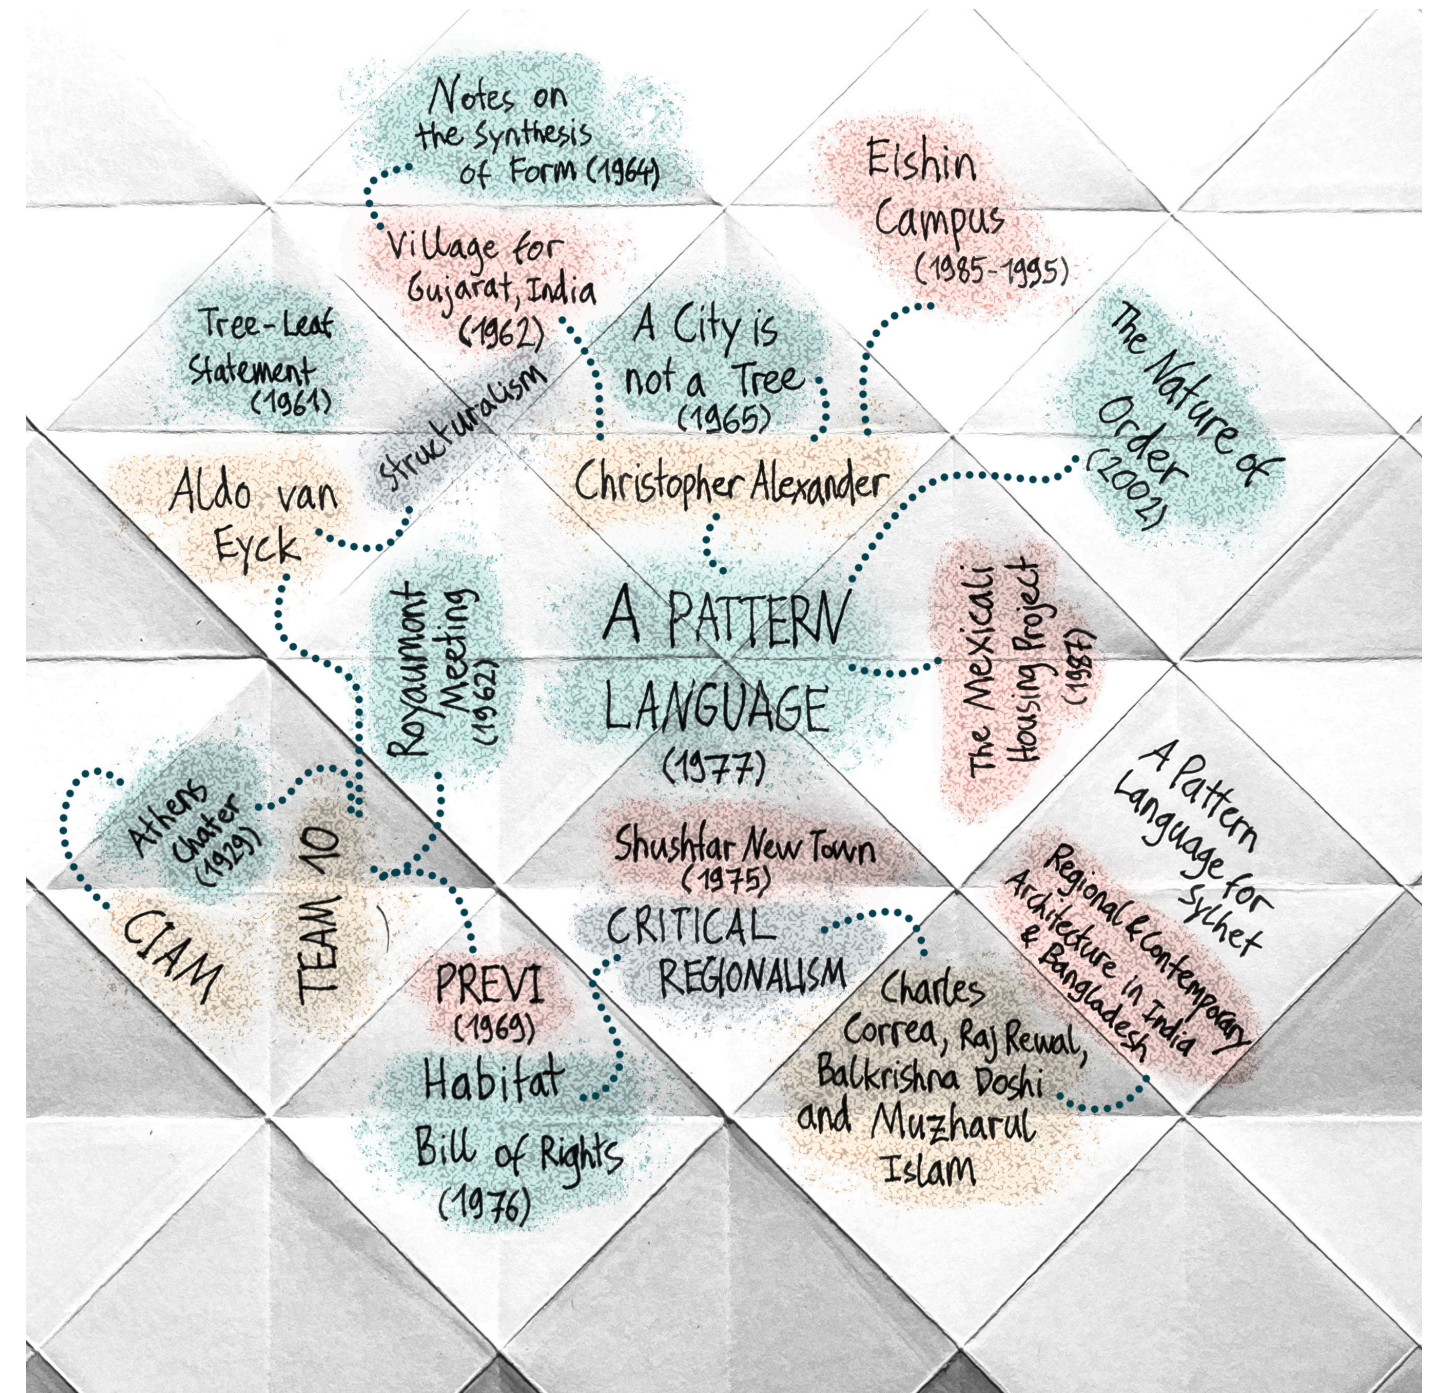 Notes on
the Synthesis
of Form (1964)
Village for
Gujarat, India
(1962)
Eishin
Campus
(1985-1995)
Tree-Leaf
Statement
(1961)
Structuralism
A City is
not a Tree
(1965)
The Nature of
Order
(2002)
Aldo van
Eyck
Christopher Alexander
Royaumont
Meeting
(1962)
A PATTERN
LANGUAGE
(1977)
The Mexicali
Housing Project
(1987)
Athens
Chater
(1929)
CIAM
TEAM 10
Shushtar New Town
(1975)
CRITICAL
REGIONALISM
A Pattern
Language for
Sylhet
Regional & Contemporary
Architecture in India
& Bangladesh
PREVI
(1969)
Habitat
Bill of Rights
(1976)
Charles
Correa, Raj Rewal,
Balkrishna Doshi
and Muzharul
Islam